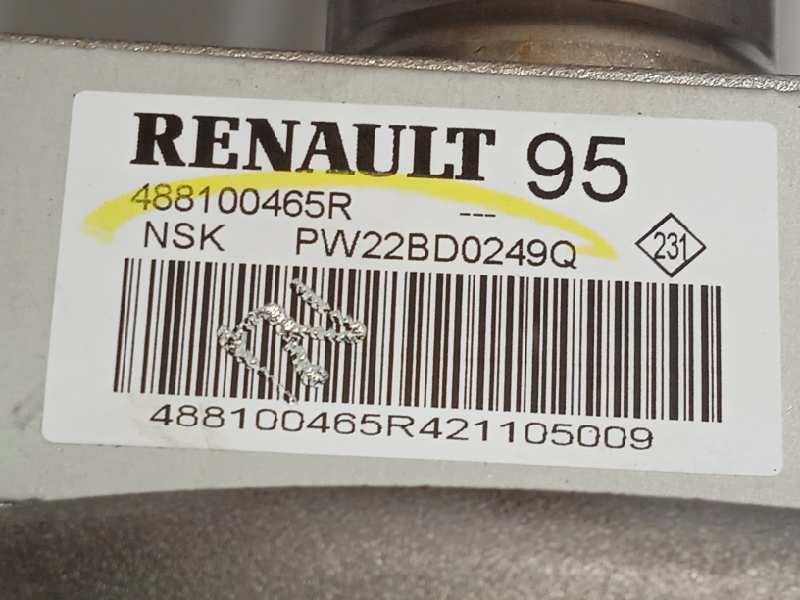 RENAULT 95
488100465R ---
NSK PW22BD0249Q 231
488100465R421105009